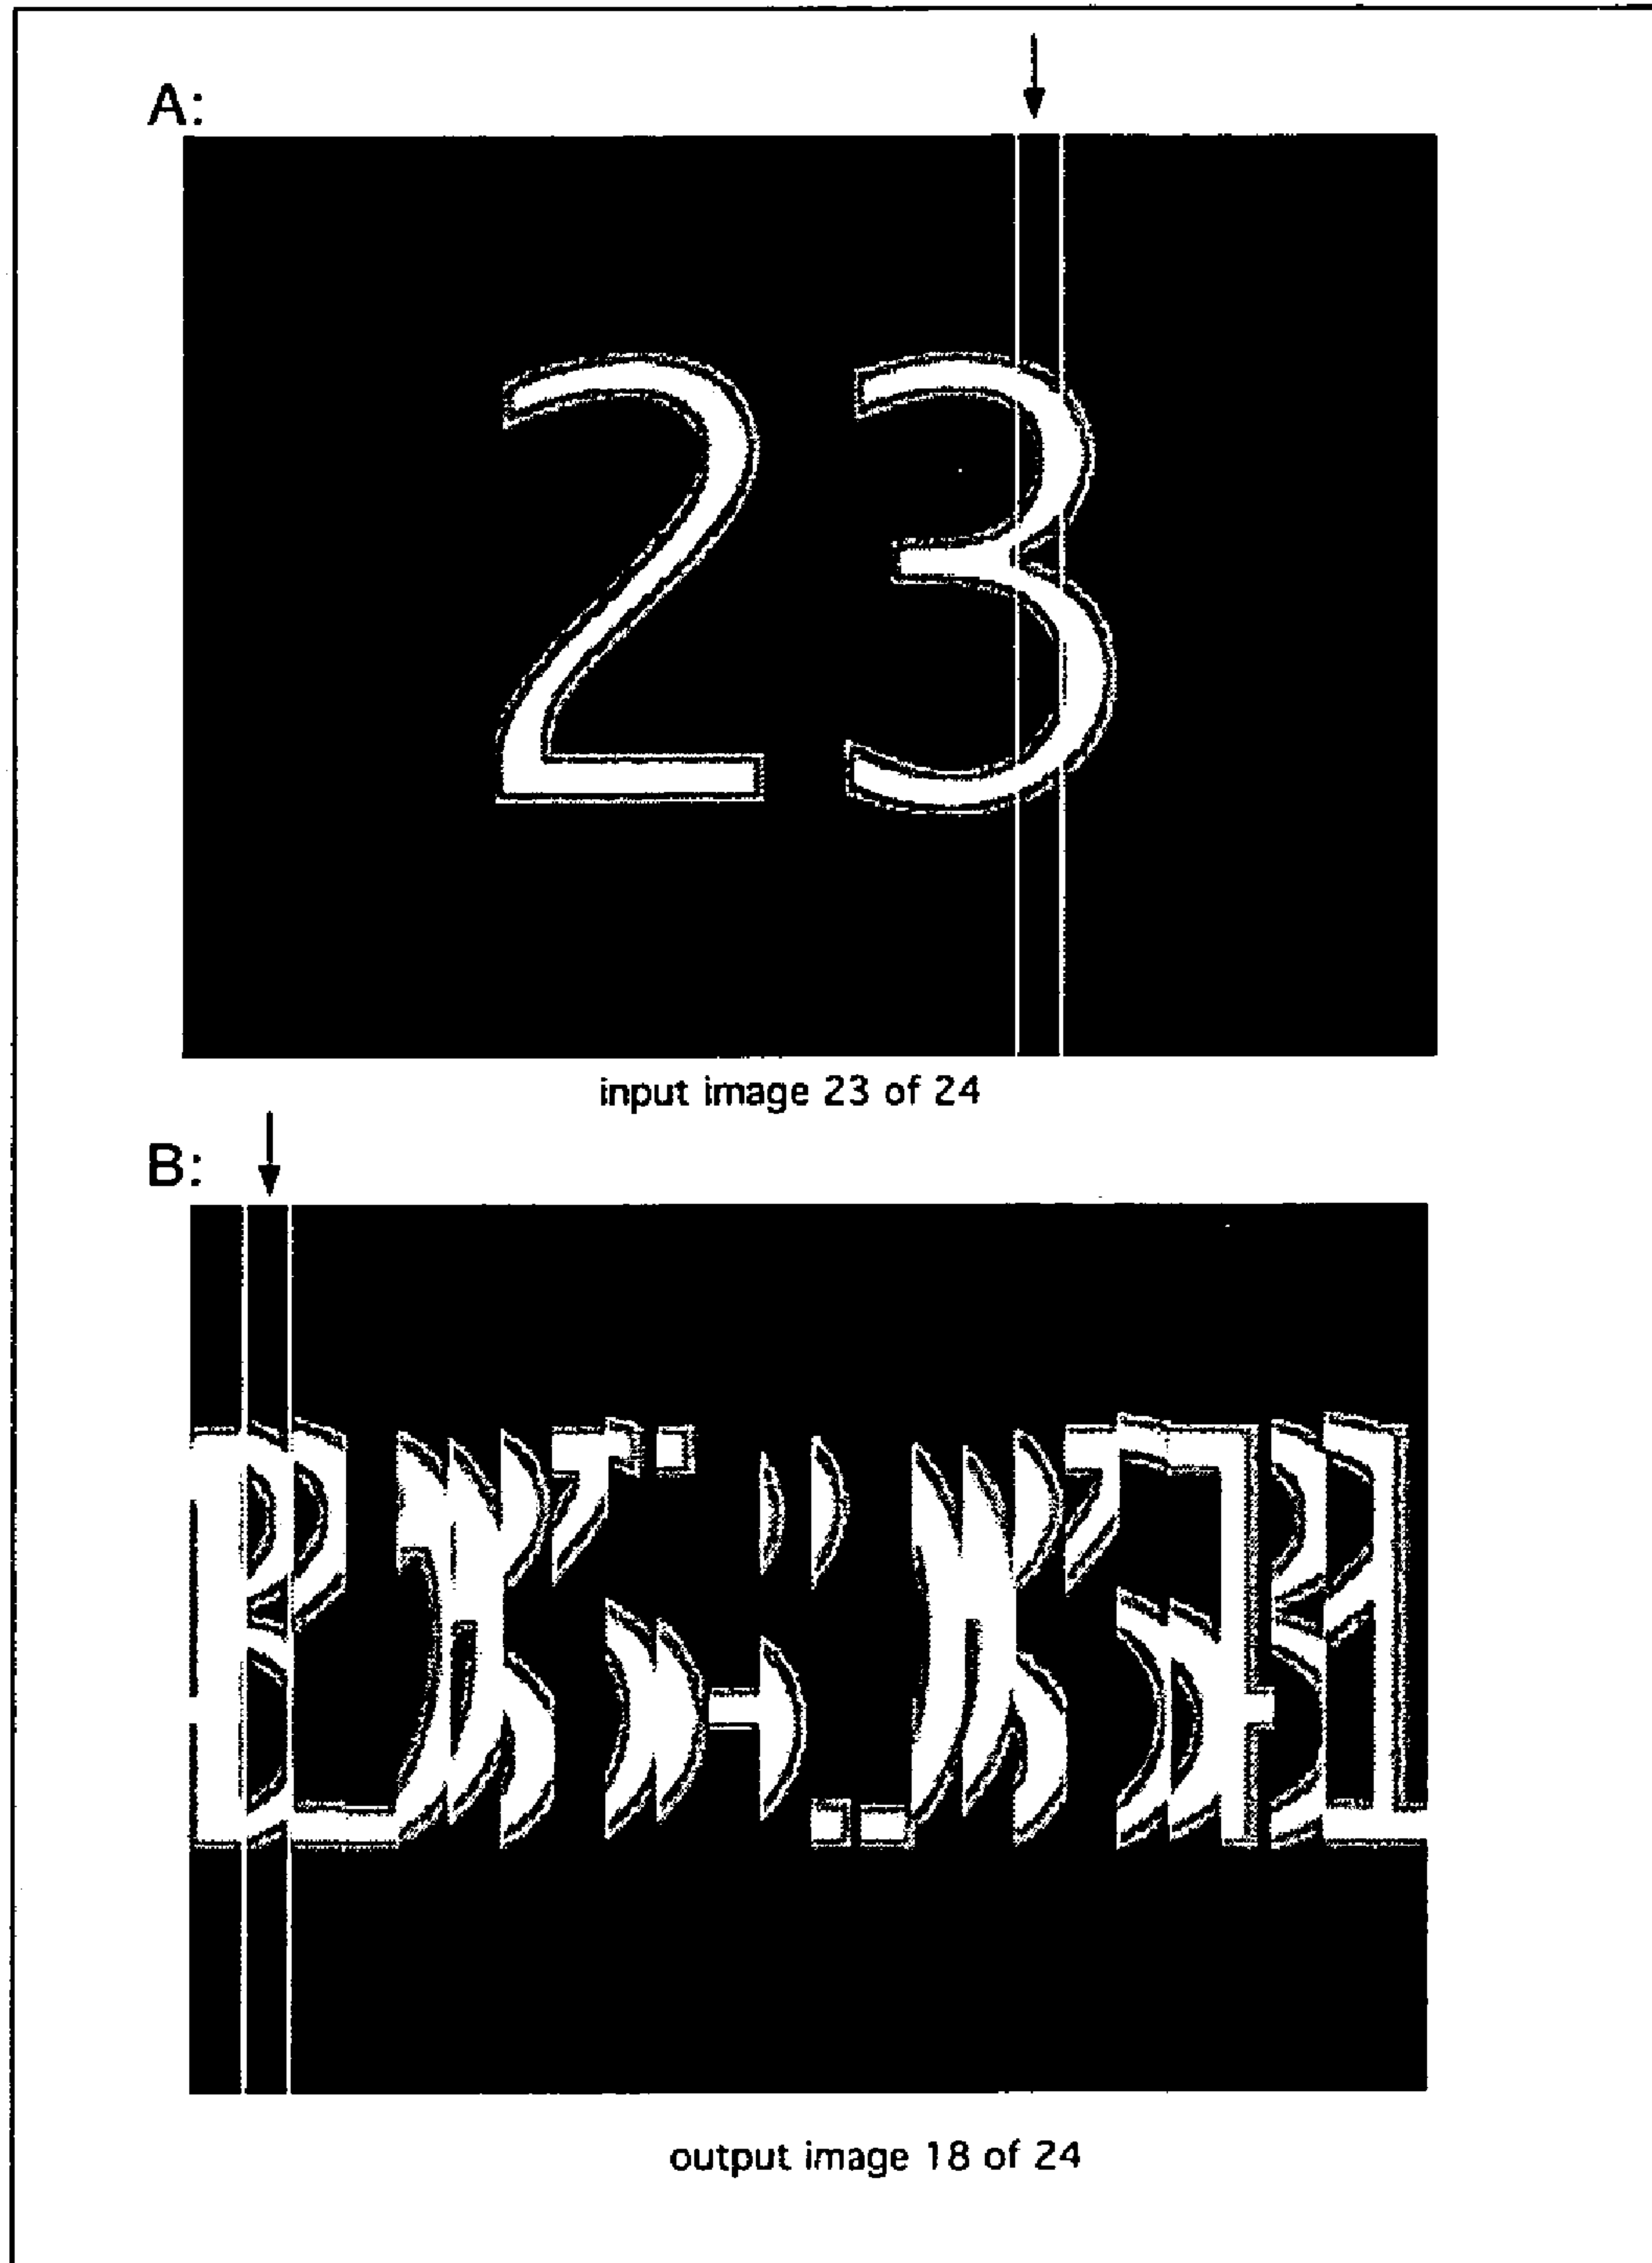 A:
23
input image 23 of 24
B:
output image 18 of 24